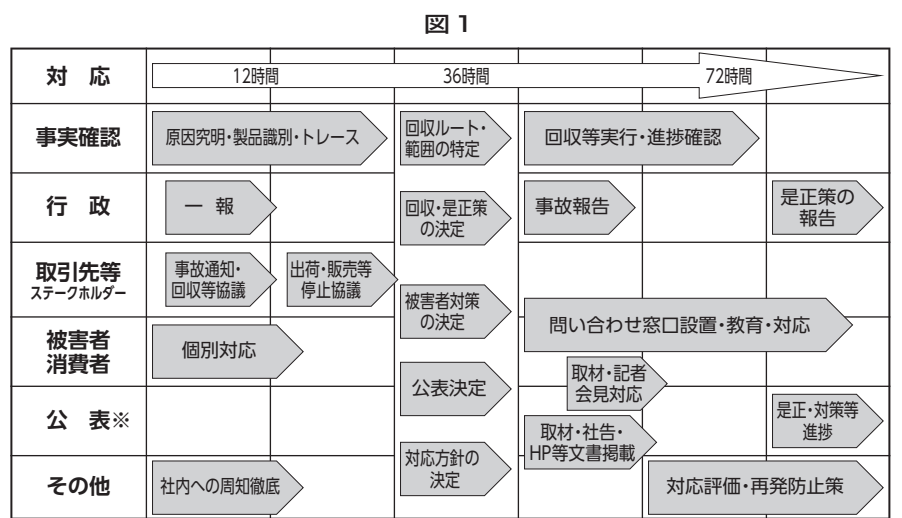 図1
対 応
12時間
36時間
72時間
事実確認
原因究明・製品識別・トレース
回収ルート・
範囲の特定
回収等実行・進捗確認
行 政
一 報
回収・是正策
の決定
事故報告
是正策の
報告
取引先等
ステークホルダー
事故通知・
回収等協議
出荷・販売等
停止協議
被害者対策
の決定
問い合わせ窓口設置・教育・対応
被害者
消費者
個別対応
公表決定
取材・記者
会見対応
公 表※
取材・社告・
HP等文書掲載
是正・対策等
進捗
その他
社内への周知徹底
対応方針の
決定
対応評価・再発防止策